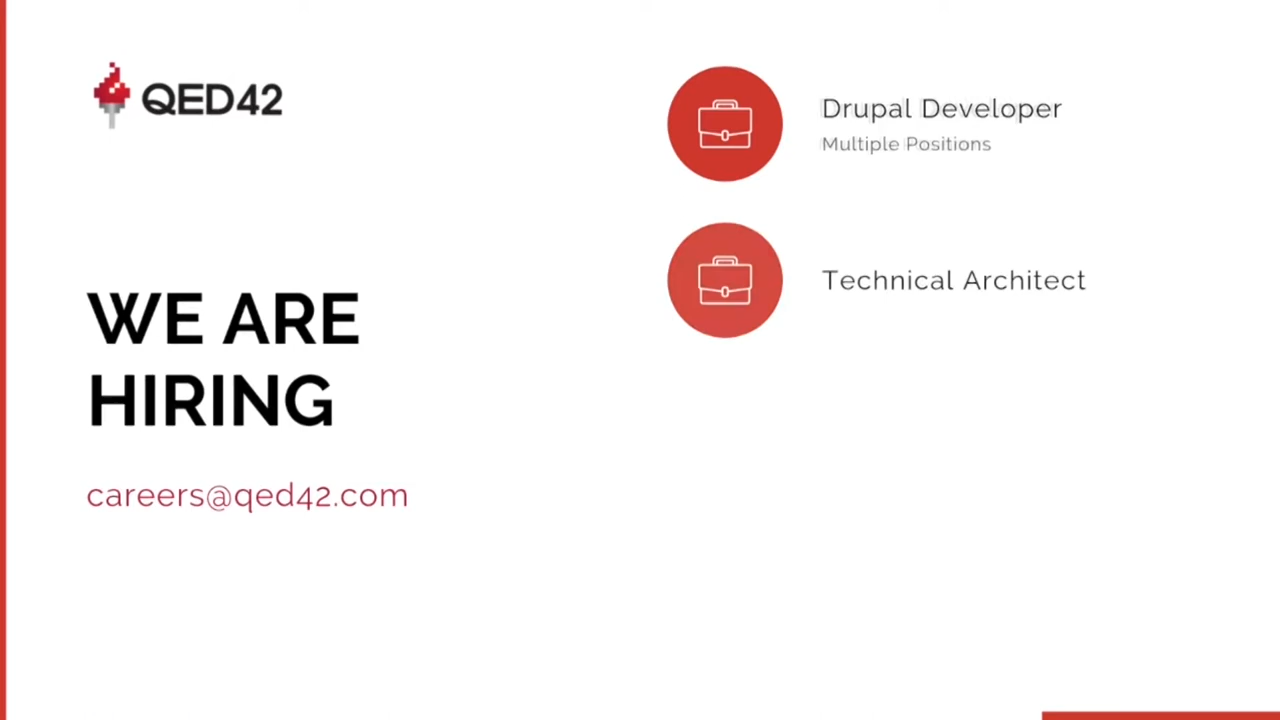 QED42
WE ARE
HIRING
careers@qed42.com
Drupal Developer
Multiple Positions
Technical Architect